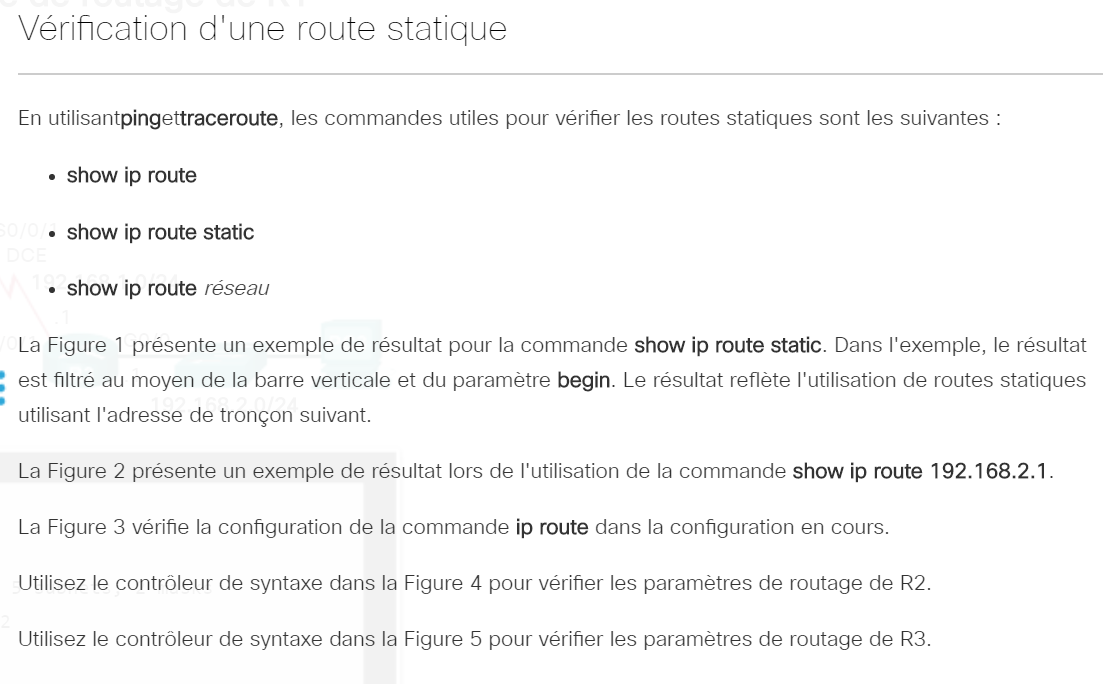 Vérification d'une route statique
En utilisantpingettraceroute, les commandes utiles pour vérifier les routes statiques sont les suivantes :
• show ip route
• show ip route static
• show ip route réseau
La Figure 1 présente un exemple de résultat pour la commande show ip route static. Dans l'exemple, le résultat
est filtré au moyen de la barre verticale et du paramètre begin. Le résultat reflète l'utilisation de routes statiques
utilisant l'adresse de tronçon suivant.
La Figure 2 présente un exemple de résultat lors de l'utilisation de la commande show ip route 192.168.2.1.
La Figure 3 vérifie la configuration de la commande ip route dans la configuration en cours.
Utilisez le contrôleur de syntaxe dans la Figure 4 pour vérifier les paramètres de routage de R2.
Utilisez le contrôleur de syntaxe dans la Figure 5 pour vérifier les paramètres de routage de R3.
DCE
192.168.2.0/24